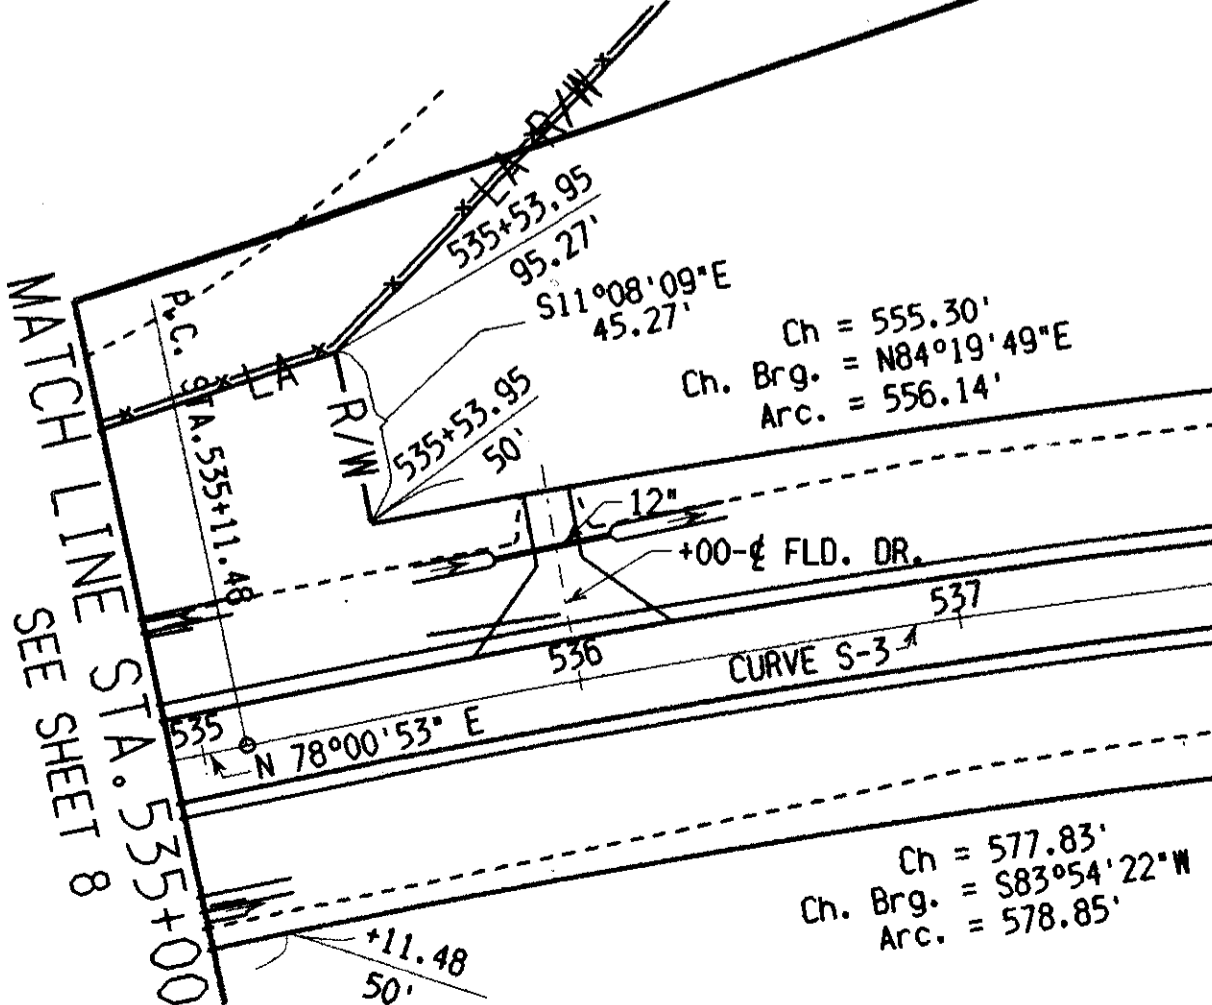 LA R/W
535+53.95
95.27'
S11°08'09"E
45.27'
Ch = 555.30'
Ch. Brg. = N84°19'49"E
Arc. = 556.14'
P.C. STA.535+11.48
LA
R/W
535+53.95
50'
12"
+00-℄ FLD. DR.
535
536
537
CURVE S-3
N 78°00'53" E
MATCH LINE STA.535+00
SEE SHEET 8
Ch = 577.83'
Ch. Brg. = S83°54'22"W
Arc. = 578.85'
+11.48
50'